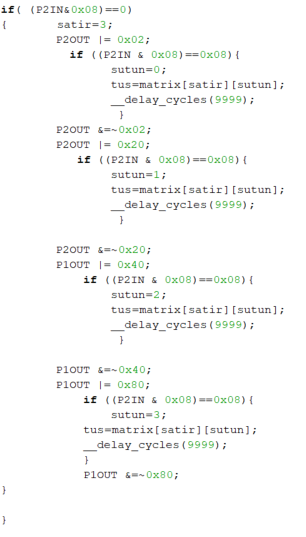 if( (P2IN&0x08)==0)
{ satir=3;
P2OUT |= 0x02;
if ((P2IN & 0x08)==0x08){
sutun=0;
tus=matrix[satir][sutun];
__delay_cycles(9999);
}
P2OUT &=~0x02;
P2OUT |= 0x20;
if ((P2IN & 0x08)==0x08){
sutun=1;
tus=matrix[satir][sutun];
__delay_cycles(9999);
}
P2OUT &=~0x20;
P1OUT |= 0x40;
if ((P2IN & 0x08)==0x08){
sutun=2;
tus=matrix[satir][sutun];
__delay_cycles(9999);
}
P1OUT &=~0x40;
P1OUT |= 0x80;
if ((P2IN & 0x08)==0x08){
sutun=3;
tus=matrix[satir][sutun];
__delay_cycles(9999);
}
P1OUT &=~0x80;
}
}